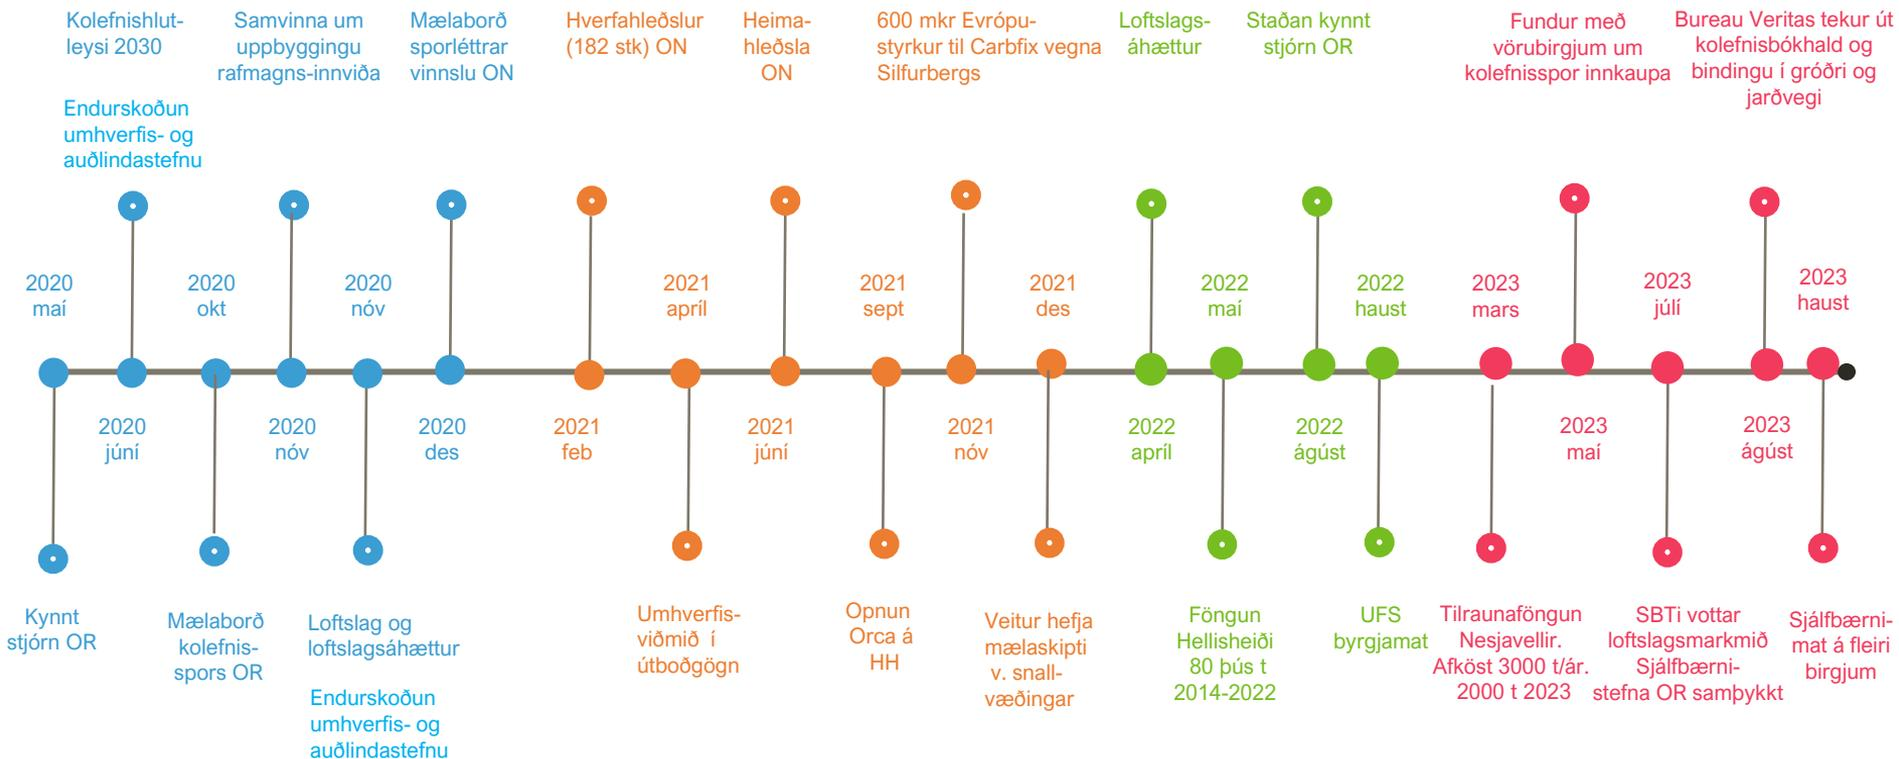 Kolefnishlut-
leysi 2030
Endurskoðun
umhverfis- og
auðlindastefnu
Samvinna um
uppbyggingu
rafmagns-innviða
Mælaborð
sporléttrar
vinnslu ON
Hverfahleðslur
(182 stk) ON
Heima-
hleðsla
ON
600 mkr Evrópu-
styrkur til Carbfix vegna
Silfurbergs
Loftslags-
áhættur
Staðan kynnt
stjórn OR
Fundur með
vörubirgjum um
kolefnisspor innkaupa
Bureau Veritas tekur út
kolefnisbókhald og
bindingu í gróðri og
jarðvegi
2020
maí
2020
okt
2020
nóv
2021
apríl
2021
sept
2021
des
2022
maí
2022
haust
2023
mars
2023
júlí
2023
haust
2020
júní
2020
nóv
2020
des
2021
feb
2021
júní
2021
nóv
2022
apríl
2022
ágúst
2023
maí
2023
ágúst
Kynnt
stjórn OR
Mælaborð
kolefnis-
spors OR
Loftslag og
loftslagsáhættur
Endurskoðun
umhverfis- og
auðlindastefnu
Umhverfis-
viðmið í
útboðgögn
Opnun
Orca á
HH
Veitur hefja
mælaskipti
v. snall-
væðingar
Föngun
Hellisheiði
80 þús t
2014-2022
UFS
byrgjamat
Tilraunaföngun
Nesjavellir.
Afköst 3000 t/ár.
2000 t 2023
SBTi vottar
loftslagsmarkmið
Sjálfbærni-
stefna OR samþykkt
Sjálfbærni-
mat á fleiri
birgjum